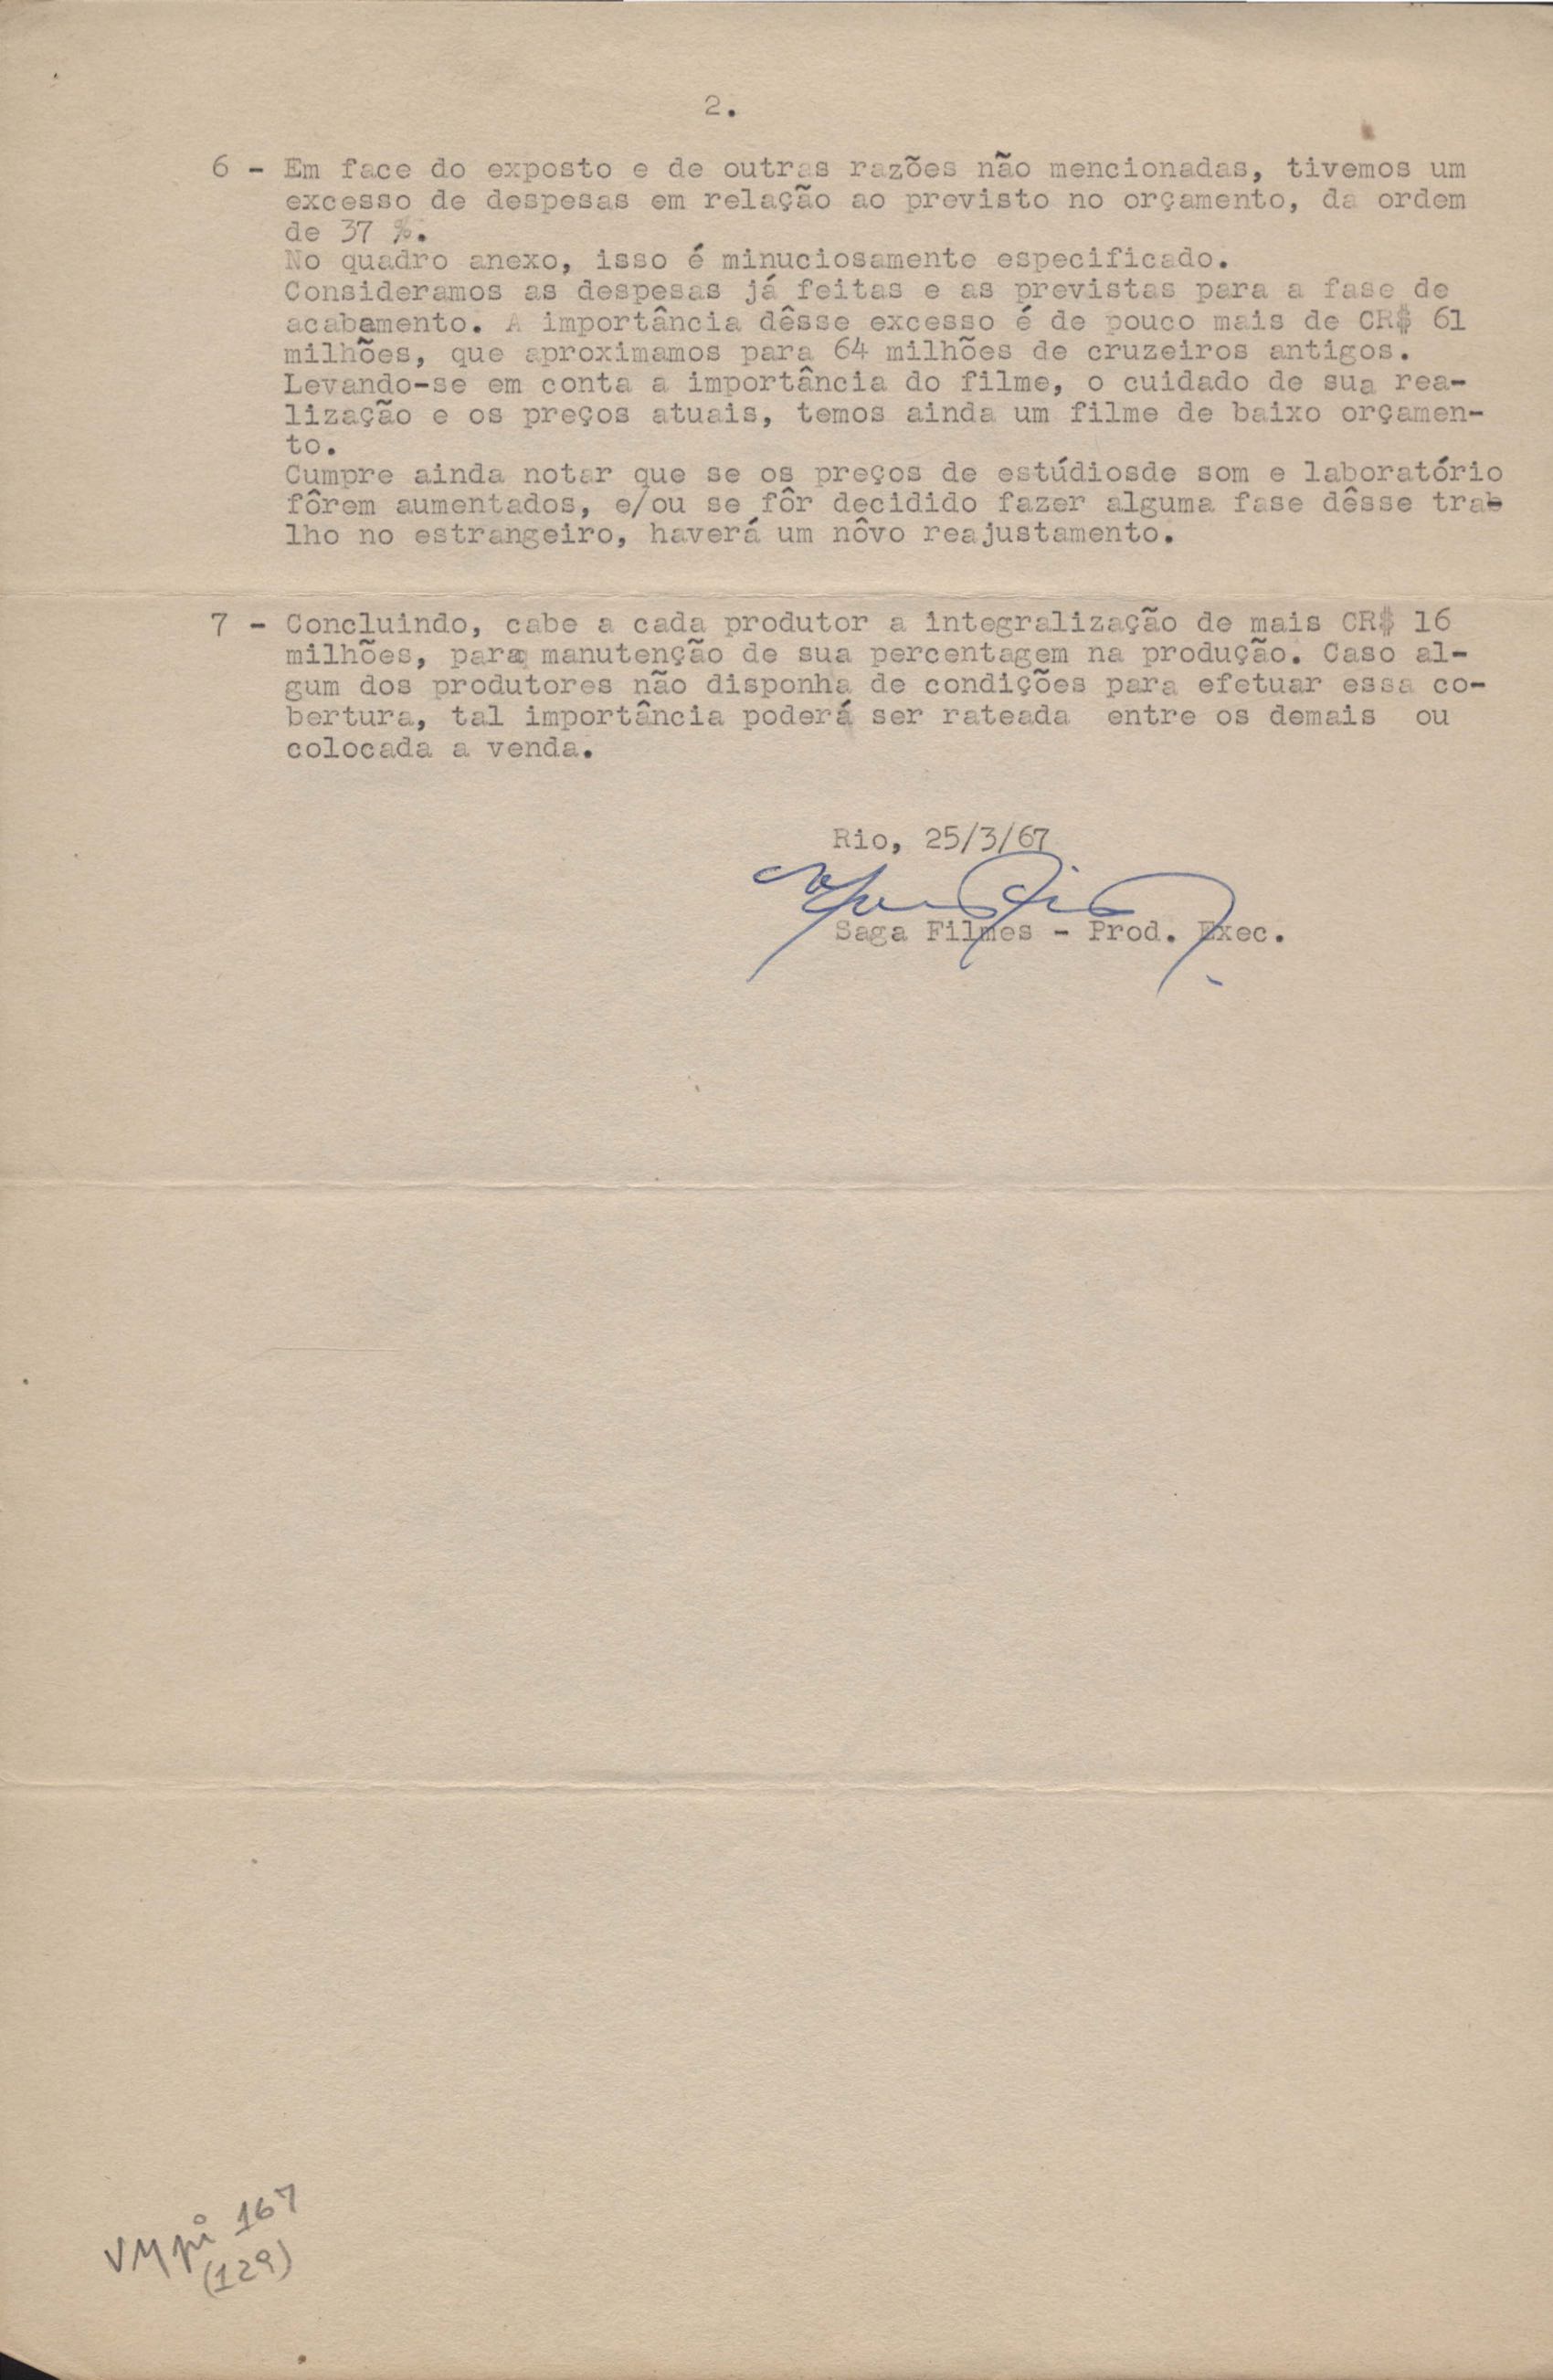 2.
6 - Em face do exposto e de outras razões não mencionadas, tivemos um
excesso de despesas em relação ao previsto no orçamento, da ordem
de 37 %.
No quadro anexo, isso é minuciosamente especificado.
Consideramos as despesas já feitas e as previstas para a fase de
acabamento. A importância dêsse excesso é de pouco mais de CR$ 61
milhões, que aproximamos para 64 milhões de cruzeiros antigos.
Levando-se em conta a importância do filme, o cuidado de sua rea-
lização e os preços atuais, temos ainda um filme de baixo orçamen-
to.
Cumpre ainda notar que se os preços de estúdiosde som e laboratório
fôrem aumentados, e/ou se fôr decidido fazer alguma fase dêsse trab
lho no estrangeiro, haverá um nôvo reajustamento.
7 - Concluindo, cabe a cada produtor a integralização de mais CR$ 16
milhões, para manutenção de sua percentagem na produção. Caso al-
gum dos produtores não disponha de condições para efetuar essa co-
bertura, tal importância poderá ser rateada entre os demais ou
colocada a venda.
Rio, 25/3/67
Saga Filmes - Prod. Exec.
VMpi 167
(129)